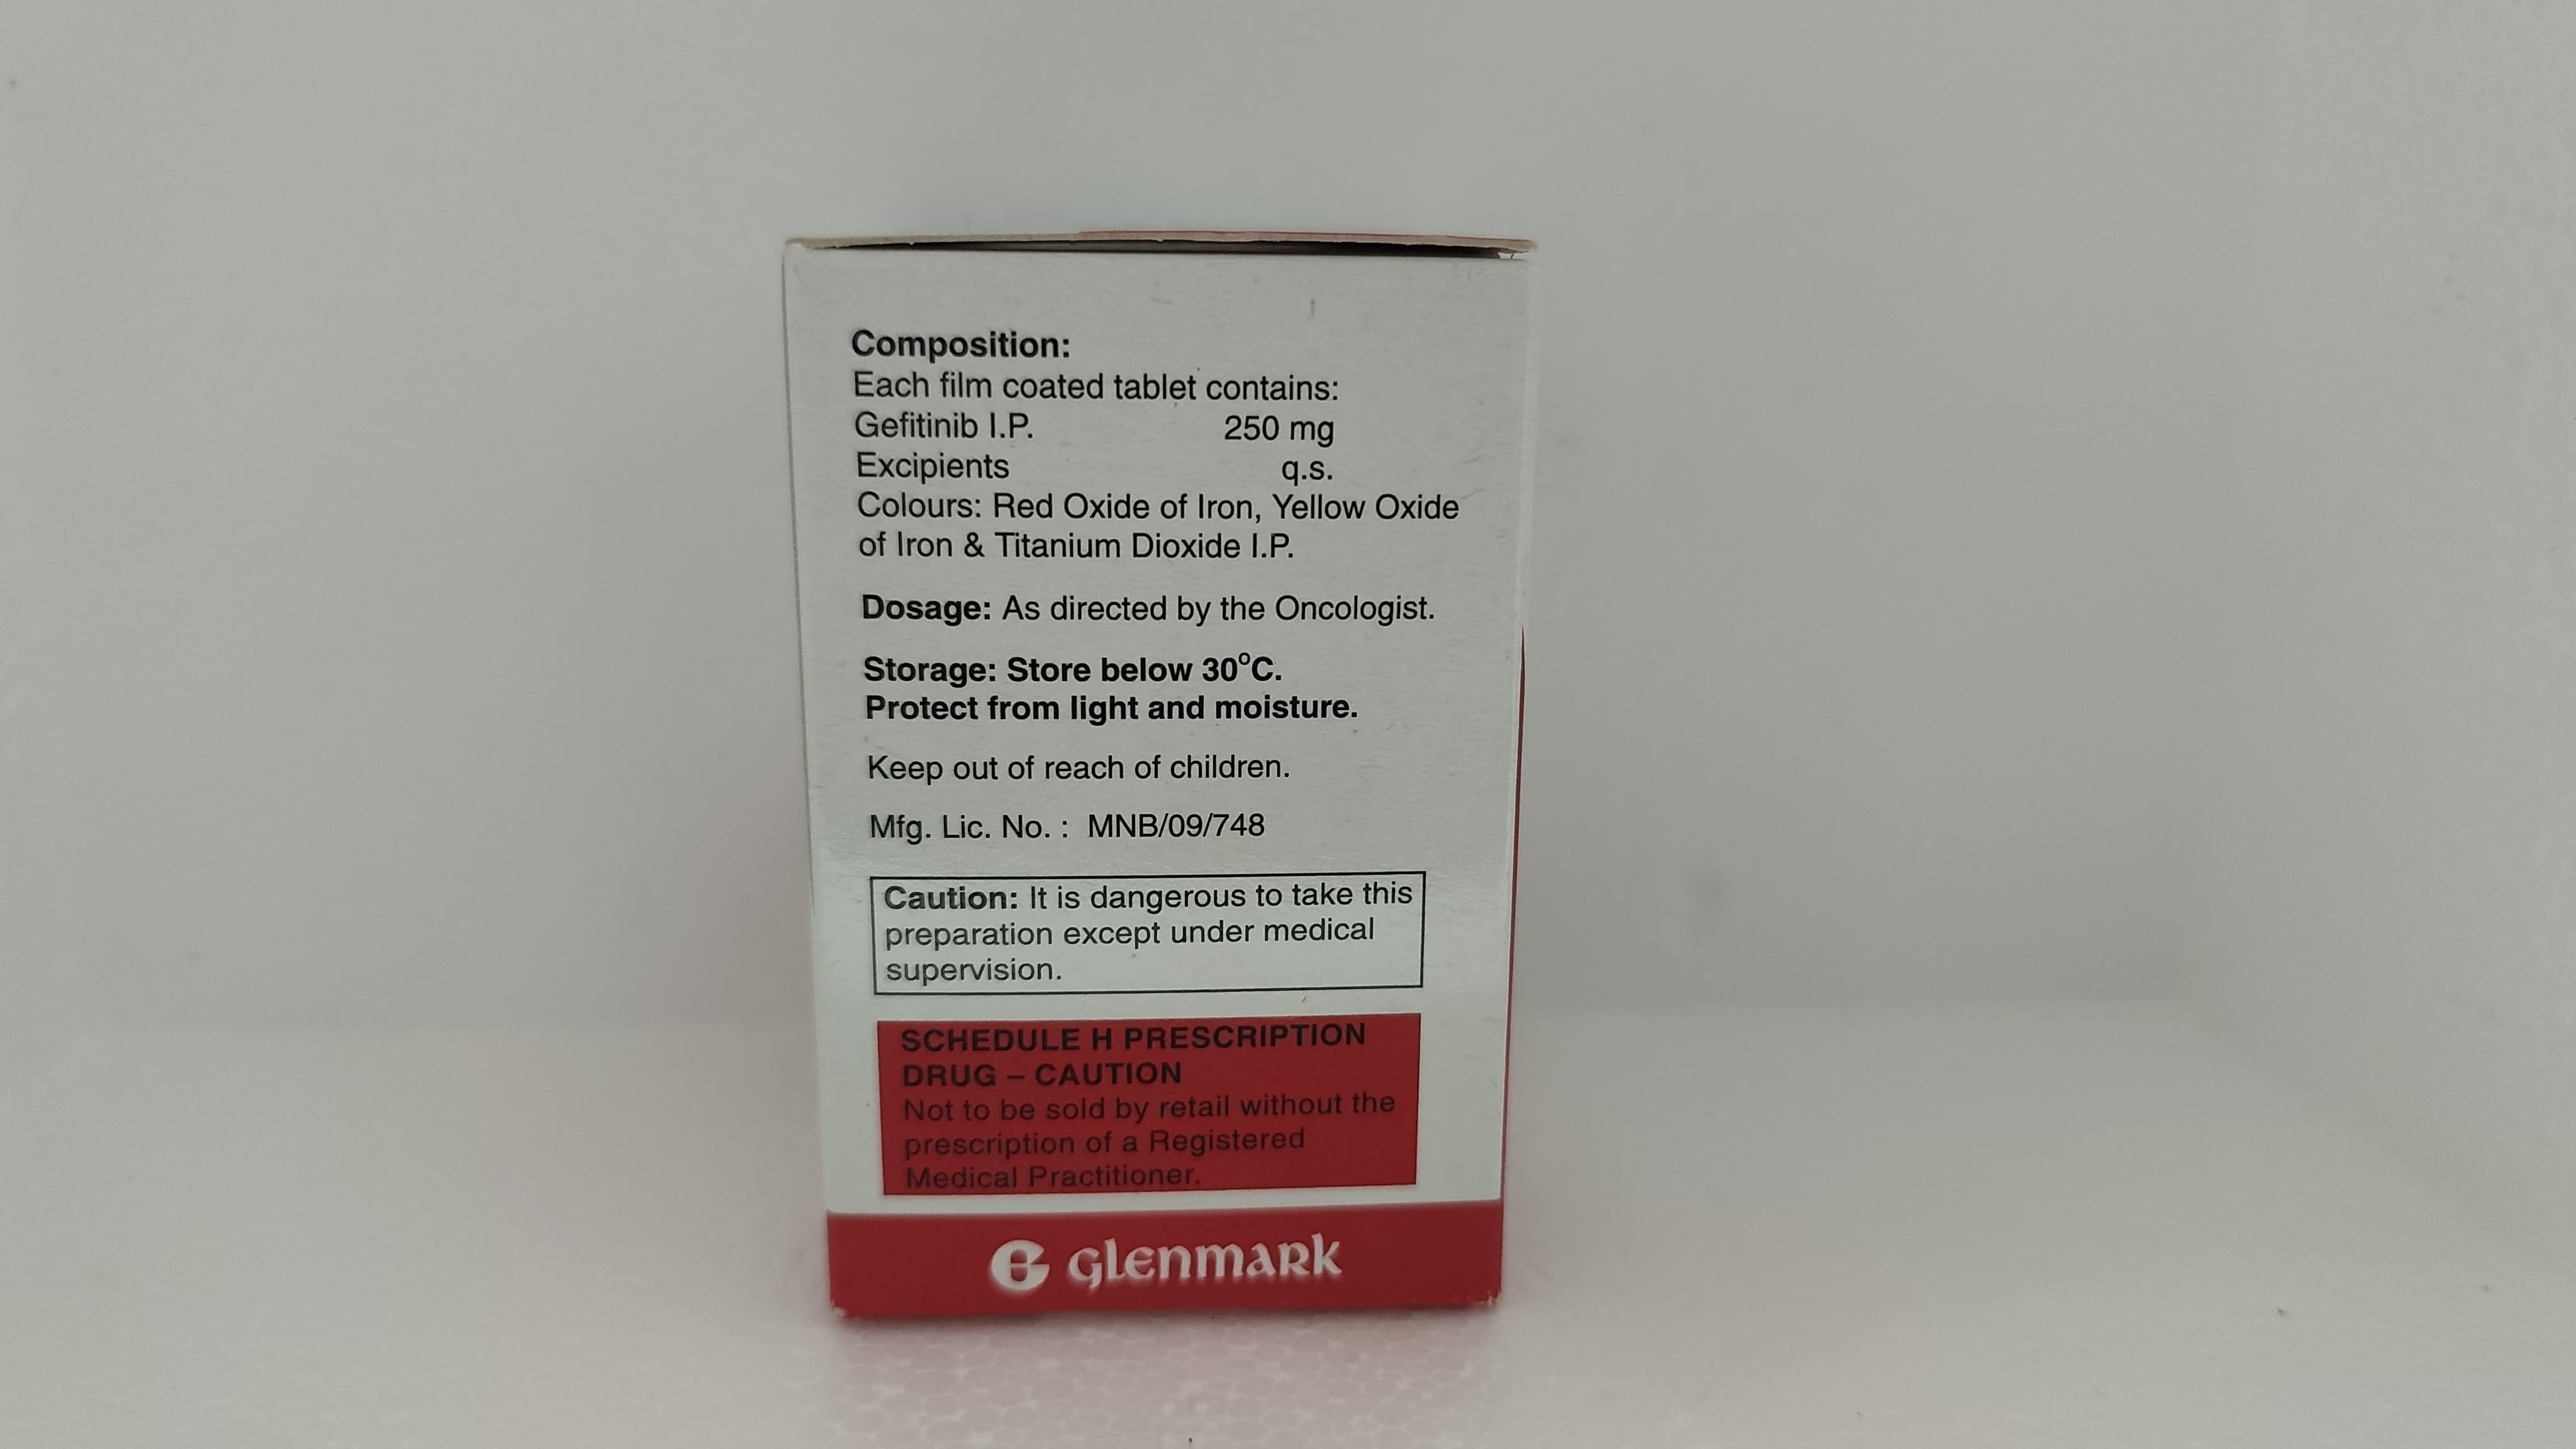 Composition:
Each film coated tablet contains:
Gefitinib I.P. 250 mg
Excipients q.s.
Colours: Red Oxide of Iron, Yellow Oxide
of Iron & Titanium Dioxide I.P.
Dosage: As directed by the Oncologist.
Storage: Store below 30°C.
Protect from light and moisture.
Keep out of reach of children.
Mfg. Lic. No. : MNB/09/748
Caution: It is dangerous to take this
preparation except under medical
supervision.
SCHEDULE H PRESCRIPTION
DRUG – CAUTION
Not to be sold by retail without the
prescription of a Registered
Medical Practitioner.
glenmark